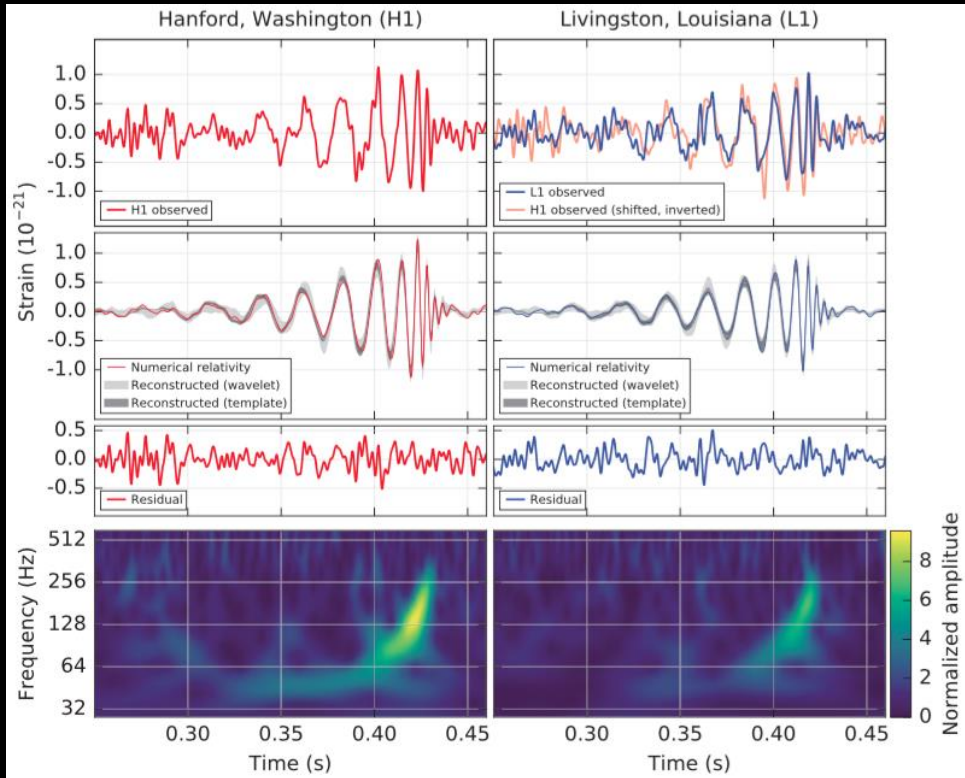 Hanford, Washington (H1)
Livingston, Louisiana (L1)
Strain (10⁻²¹)
1.0
0.5
0.0
-0.5
-1.0
H1 observed
L1 observed
H1 observed (shifted, inverted)
1.0
0.5
0.0
-0.5
-1.0
Numerical relativity
Reconstructed (wavelet)
Reconstructed (template)
Numerical relativity
Reconstructed (wavelet)
Reconstructed (template)
0.5
0.0
-0.5
Residual
Residual
Frequency (Hz)
512
256
128
64
32
Normalized amplitude
8
6
4
2
0
0.30 0.35 0.40 0.45
0.30 0.35 0.40 0.45
Time (s)
Time (s)